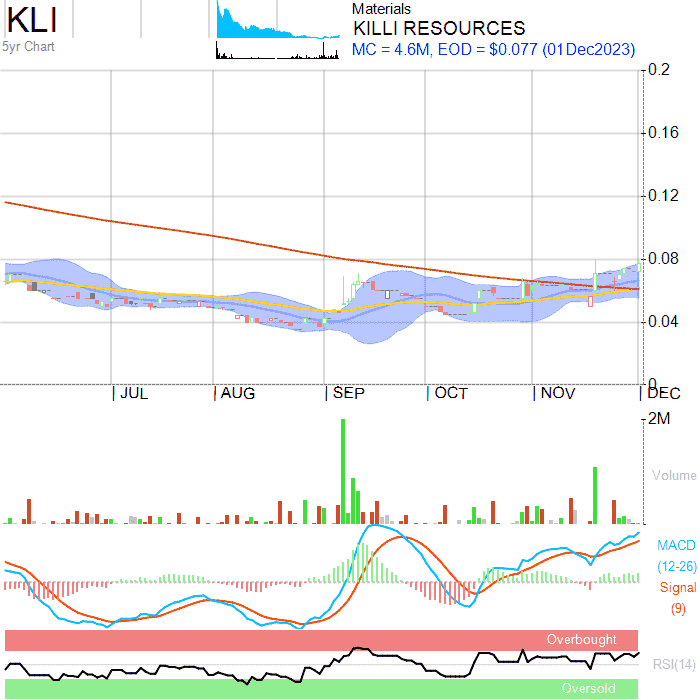 KLI
5yr Chart
Materials
KILLI RESOURCES
MC = 4.6M, EOD = $0.077 (01Dec2023)
0.2
0.16
0.12
0.08
0.04
0
JUL
AUG
SEP
OCT
NOV
DEC
2M
Volume
MACD
(12-26)
Signal
(9)
Overbought
RSI(14)
Oversold